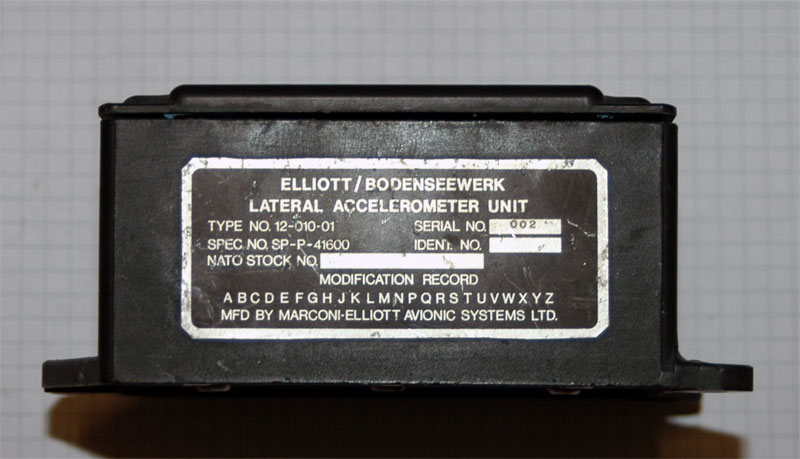 ELLIOTT/BODENSEEWERK
LATERAL ACCELEROMETER UNIT
TYPE NO. 12-010-01 SERIAL NO. 002
SPEC. NO. SP-P-41600 IDENT. NO.
NATO STOCK NO.
MODIFICATION RECORD
A B C D E F G H J K L M N P Q R S T U V W X Y Z
MFD BY MARCONI-ELLIOTT AVIONIC SYSTEMS LTD.